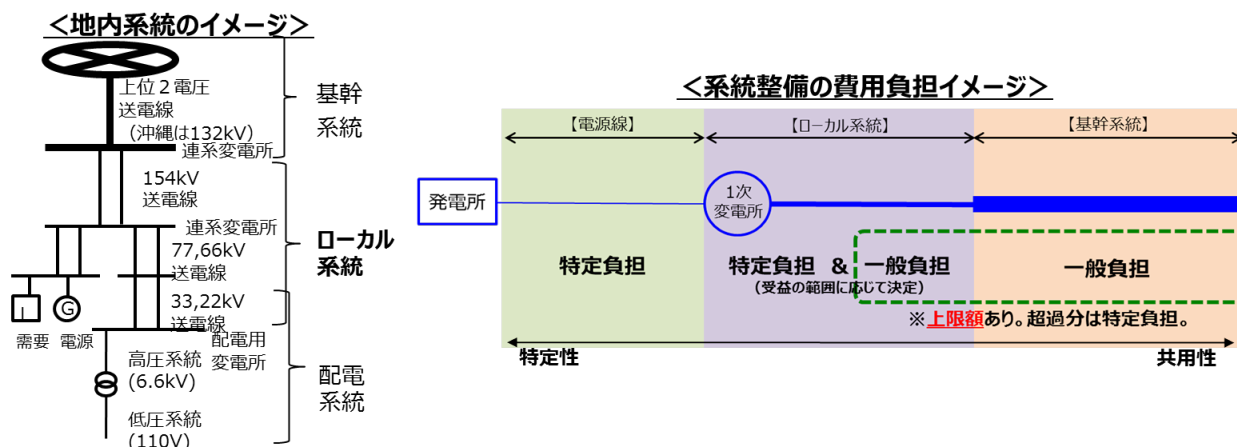 ＜地内系統のイメージ＞
上位２電圧
送電線
（沖縄は132kV）
連系変電所
基幹
系統
154kV
送電線
連系変電所
77,66kV
送電線
ローカル
系統
33,22kV
送電線
L
G
需要 電源
配電用
変電所
高圧系統
(6.6kV)
配電
系統
低圧系統
(110V)
＜系統整備の費用負担イメージ＞
【電源線】
【ローカル系統】
【基幹系統】
発電所
1次
変電所
特定負担
特定負担 & 一般負担
（受益の範囲に応じて決定）
一般負担
※上限額あり。超過分は特定負担。
特定性
共用性